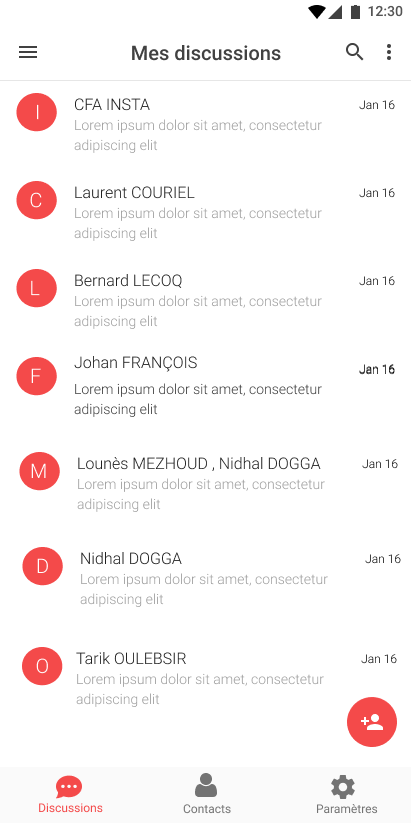 12:30
Mes discussions
I
CFA INSTA
Jan 16
Lorem ipsum dolor sit amet, consectetur
adipiscing elit
C
Laurent COURIEL
Jan 16
Lorem ipsum dolor sit amet, consectetur
adipiscing elit
L
Bernard LECOQ
Jan 16
Lorem ipsum dolor sit amet, consectetur
adipiscing elit
F
Johan FRANÇOIS
Jan 16
Lorem ipsum dolor sit amet, consectetur
adipiscing elit
M
Lounès MEZHOUD , Nidhal DOGGA
Jan 16
Lorem ipsum dolor sit amet, consectetur
adipiscing elit
D
Nidhal DOGGA
Jan 16
Lorem ipsum dolor sit amet, consectetur
adipiscing elit
O
Tarik OULEBSIR
Jan 16
Lorem ipsum dolor sit amet, consectetur
adipiscing elit
Discussions
Contacts
Paramètres